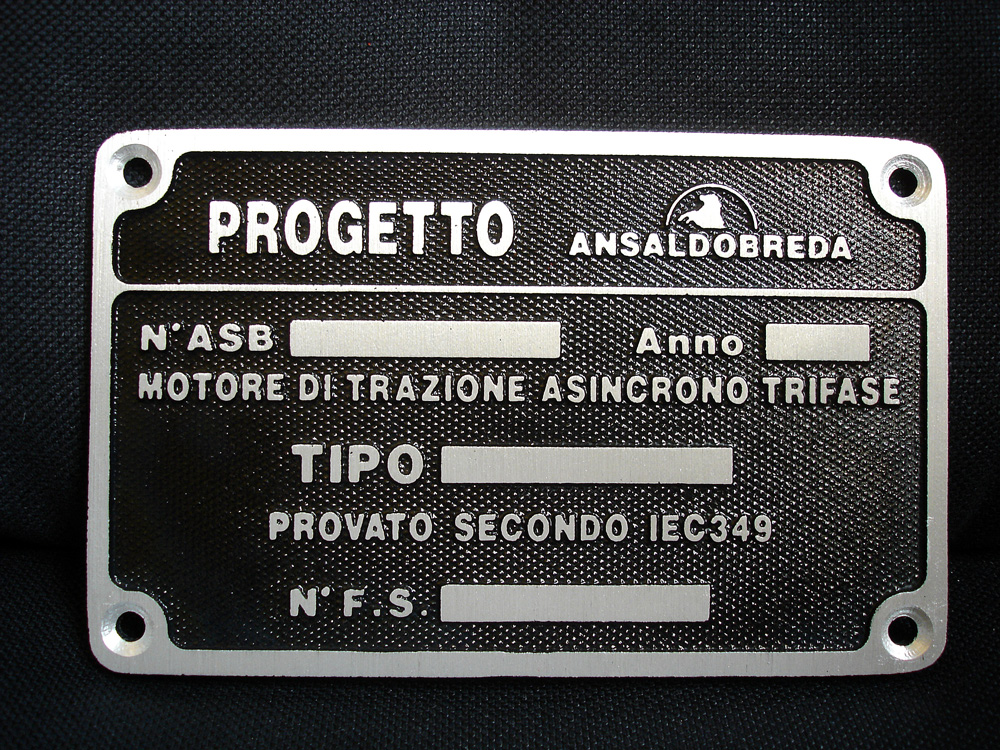 PROGETTO ANSALDOBREDA
N° ASB Anno
MOTORE DI TRAZIONE ASINCRONO TRIFASE
TIPO
PROVATO SECONDO IEC349
N° F.S.